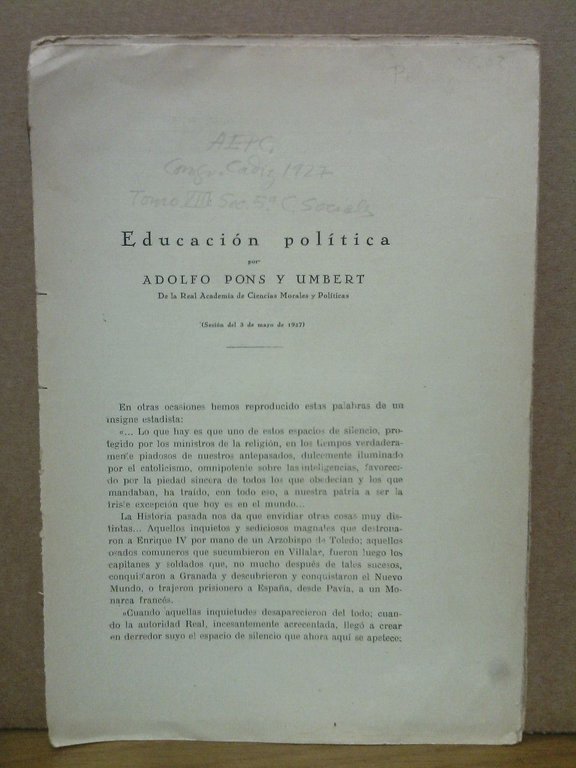 AEPC.
Congr. Cádiz, 1927
Tomo VIII Sec. 5ª C. Sociales
Educación política
por
ADOLFO PONS Y UMBERT
De la Real Academia de Ciencias Morales y Políticas
(Sesión del 3 de mayo de 1927)
En otras ocasiones hemos reproducido estas palabras de un
insigne estadista:
«... Lo que hay es que uno de estos espacios de silencio, pro-
tegido por los ministros de la religión, en los tiempos verdadera-
mente piadosos de nuestros antepasados, dulcemente iluminado
por el catolicismo, omnipotente sobre las inteligencias, favoreci-
do por la piedad sincera de todos los que obedecían y los que
mandaban, ha traído, con todo eso, a nuestra patria a ser la
triste excepción que hoy es en el mundo...
La Historia pasada nos da que envidiar otras cosas muy dis-
tintas... Aquellos inquietos y sediciosos magnates que destrona-
ron a Enrique IV por mano de un Arzobispo de Toledo; aquellos
osados comuneros que sucumbieron en Villalar, fueron luego los
capitanes y soldados que, no mucho después de tales sucesos,
conquistaron a Granada y descubrieron y conquistaron el Nuevo
Mundo, o trajeron prisionero a España, desde Pavía, a un Mo-
narca francés.
»Cuando aquellas inquietudes desaparecieron del todo; cuan-
do la autoridad Real, incesantemente acrecentada, llegó a crear
en derredor suyo el espacio de silencio que ahora aquí se apetece;